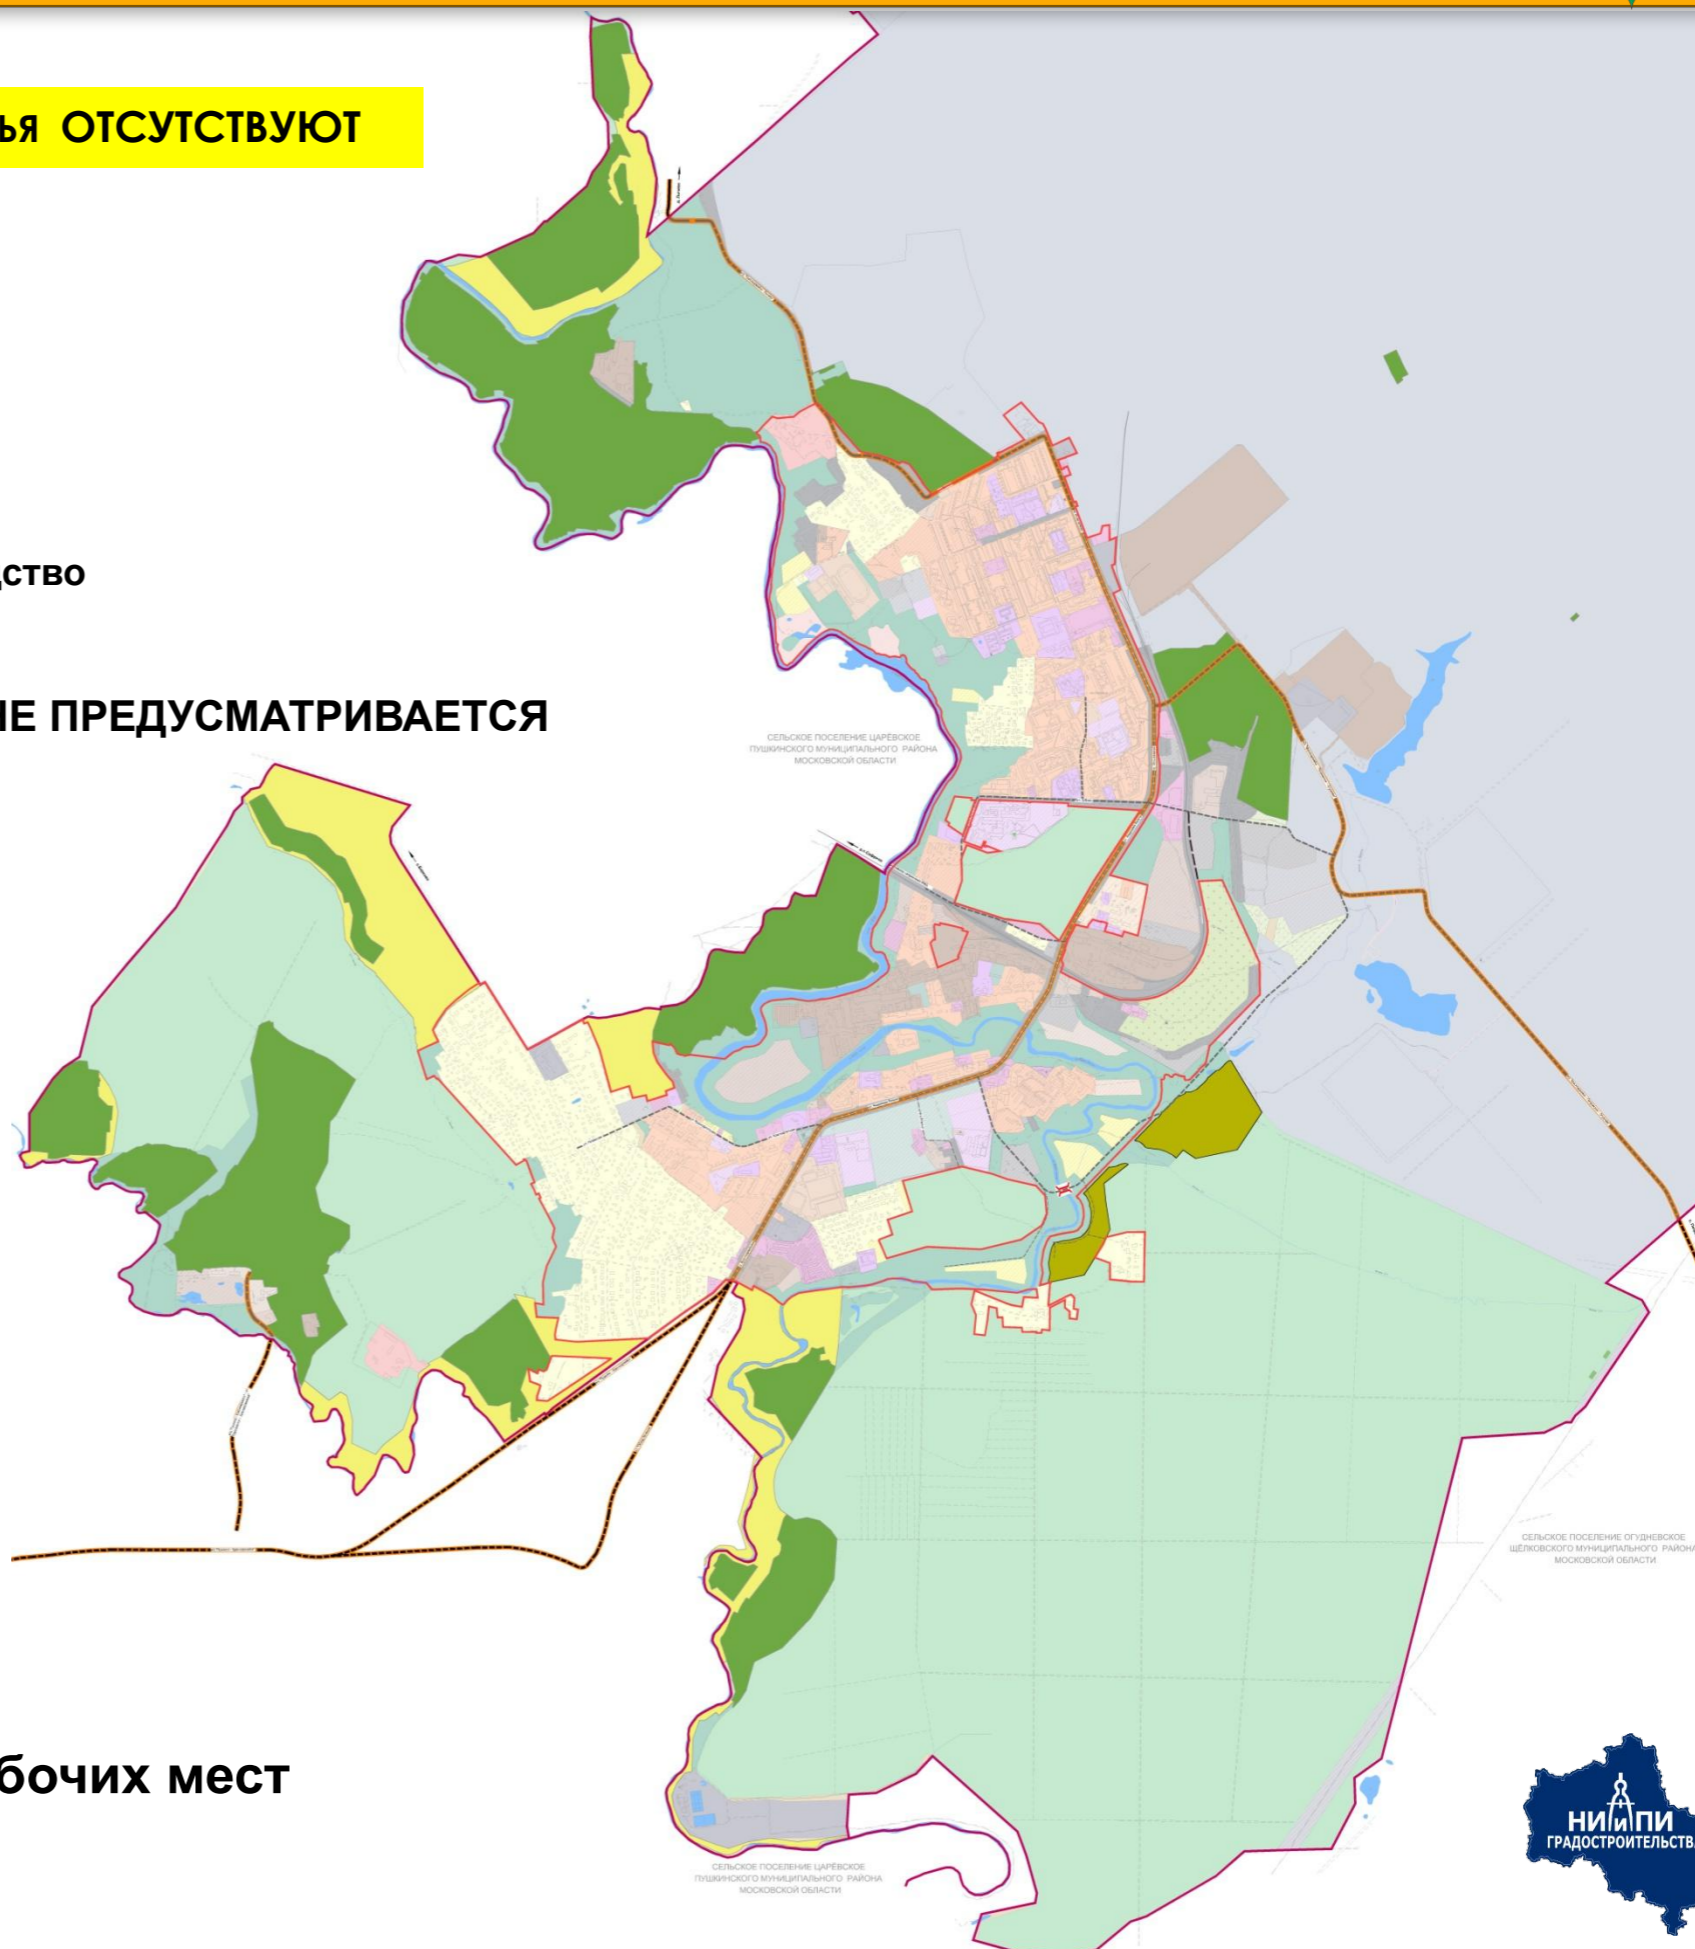 ья ОТСУТСТВУЮТ
дство
НЕ ПРЕДУСМАТРИВАЕТСЯ
СЕЛЬСКОЕ ПОСЕЛЕНИЕ ЦАРЁВСКОЕ
ПУШКИНСКОГО МУНИЦИПАЛЬНОГО РАЙОНА
МОСКОВСКОЙ ОБЛАСТИ
СЕЛЬСКОЕ ПОСЕЛЕНИЕ ОГУДНЕВСКОЕ
ЩЁЛКОВСКОГО МУНИЦИПАЛЬНОГО РАЙОНА
МОСКОВСКОЙ ОБЛАСТИ
бочих мест
НИиПИ
ГРАДОСТРОИТЕЛЬСТВ
СЕЛЬСКОЕ ПОСЕЛЕНИЕ ЦАРЁВСКОЕ
ПУШКИНСКОГО МУНИЦИПАЛЬНОГО РАЙОНА
МОСКОВСКОЙ ОБЛАСТИ